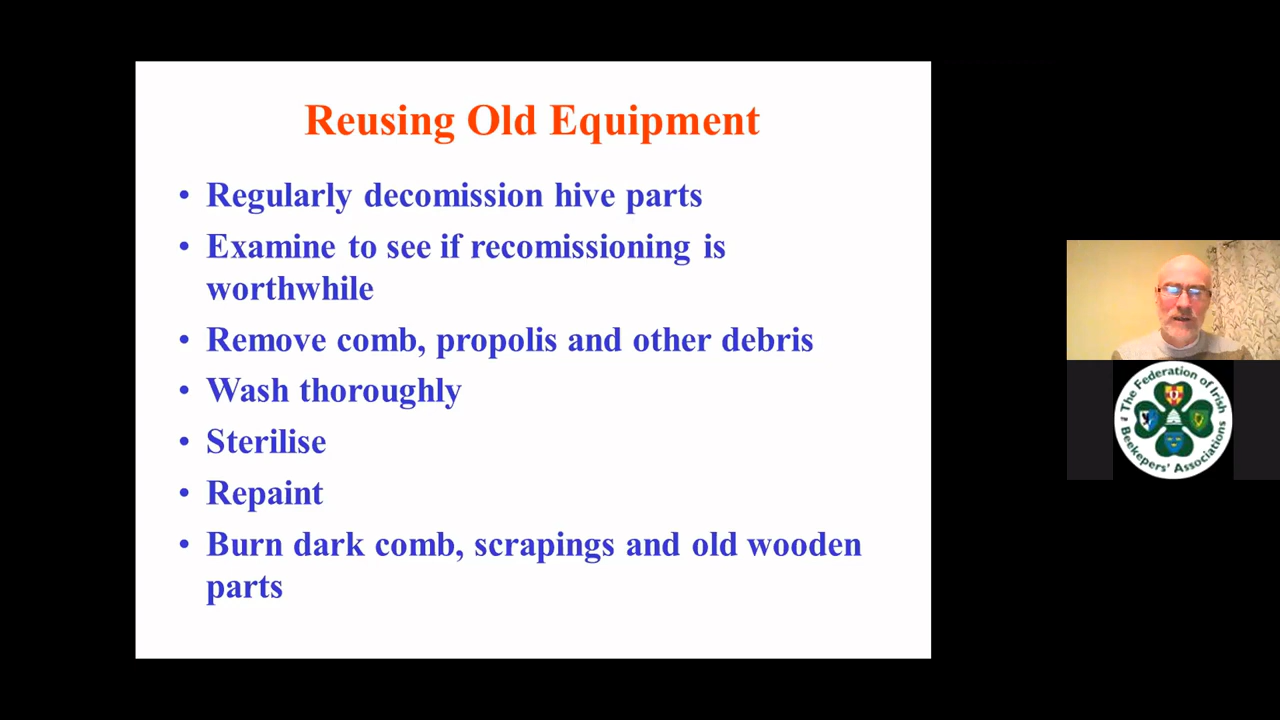 Reusing Old Equipment
• Regularly decomission hive parts
• Examine to see if recomissioning is
worthwhile
• Remove comb, propolis and other debris
• Wash thoroughly
• Sterilise
• Repaint
• Burn dark comb, scrapings and old wooden
parts
The Federation of Irish
Beekepers' Associations